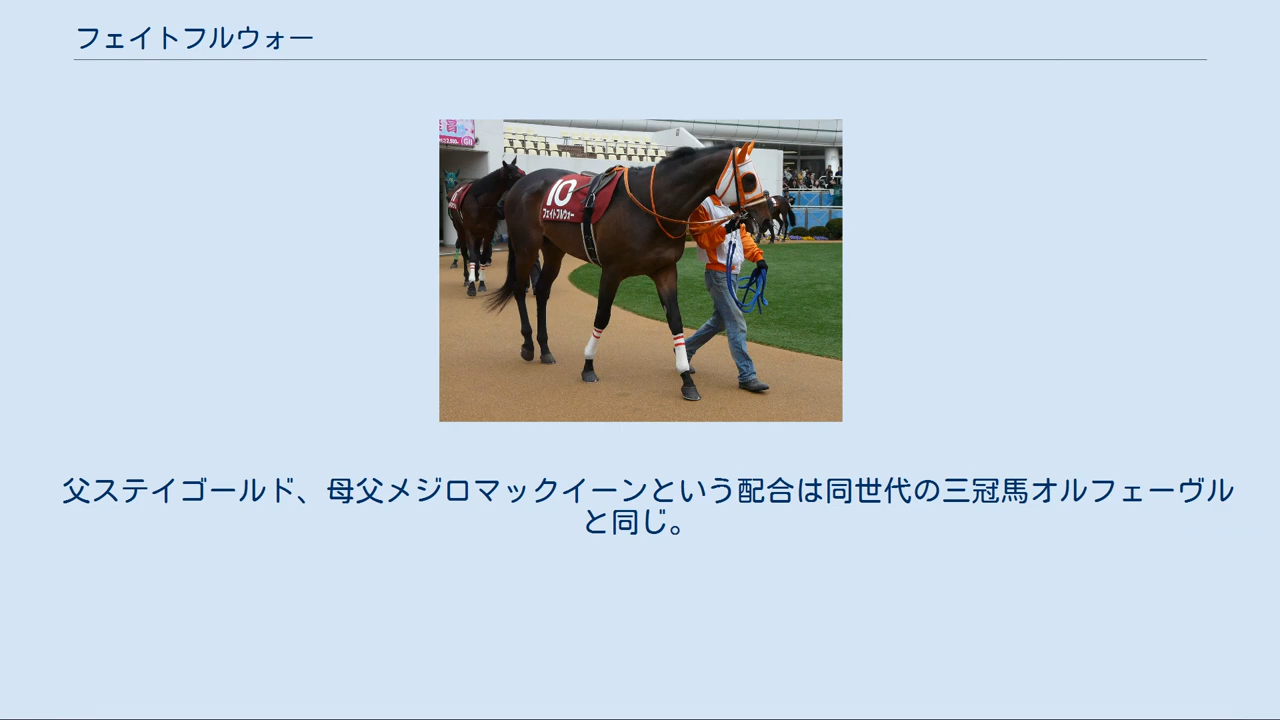 フェイトフルウォー
(GI)
10
フェイトフルウォー
父ステイゴールド、母父メジロマックイーンという配合は同世代の三冠馬オルフェーヴル
と同じ。